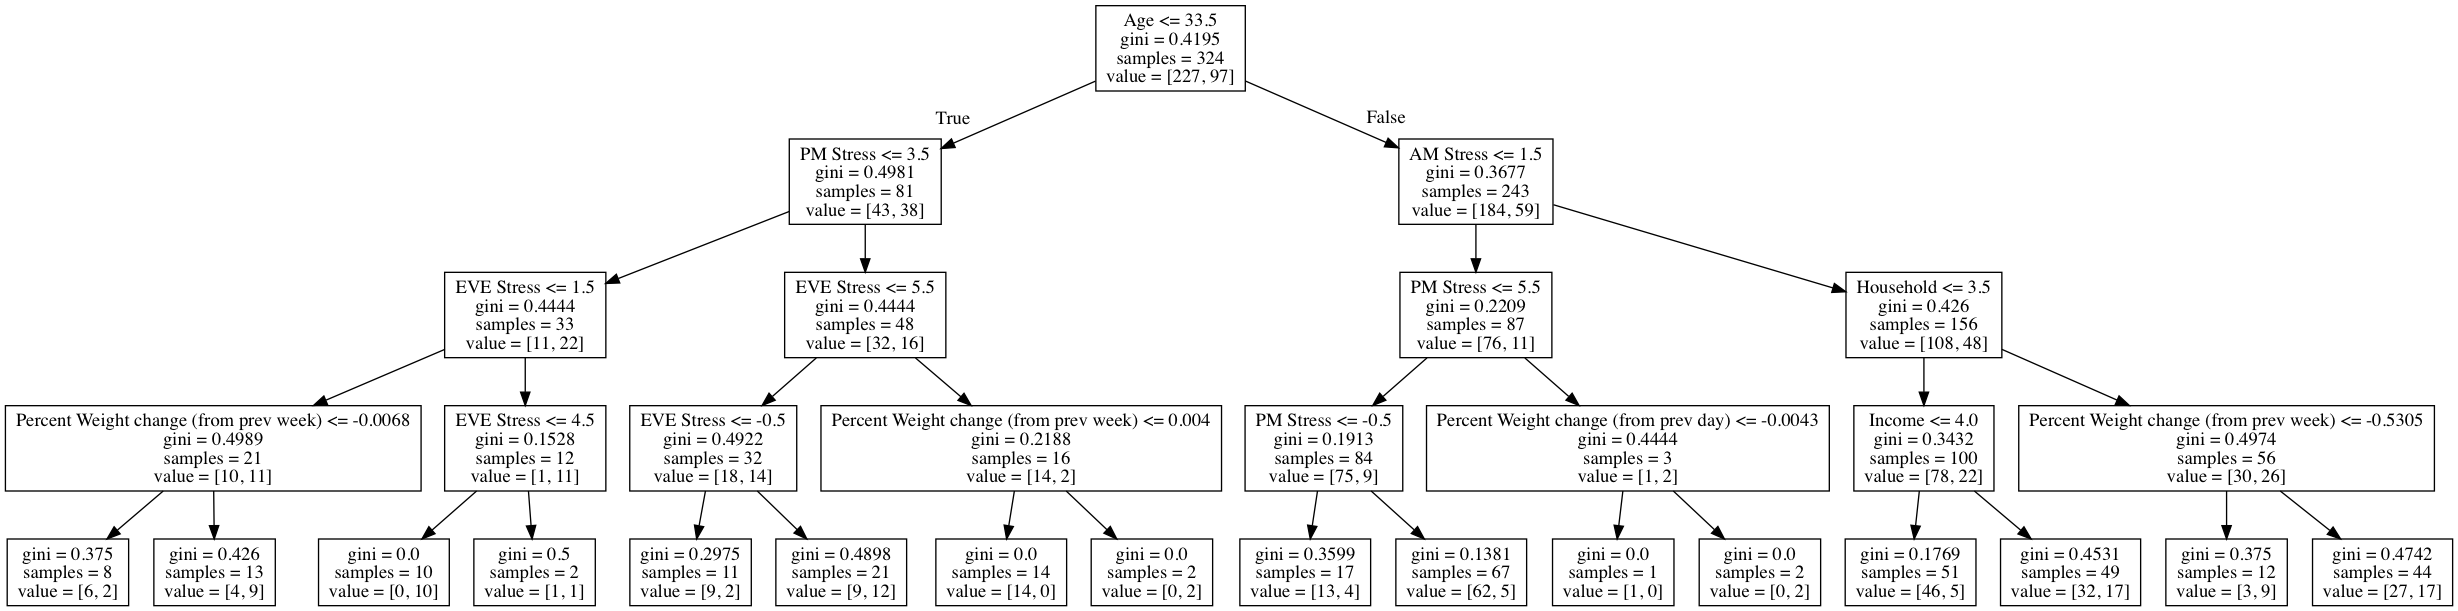 Age <= 33.5
gini = 0.4195
samples = 324
value = [227, 97]
True
False
PM Stress <= 3.5
gini = 0.4981
samples = 81
value = [43, 38]
AM Stress <= 1.5
gini = 0.3677
samples = 243
value = [184, 59]
EVE Stress <= 1.5
gini = 0.4444
samples = 33
value = [11, 22]
EVE Stress <= 5.5
gini = 0.4444
samples = 48
value = [32, 16]
PM Stress <= 5.5
gini = 0.2209
samples = 87
value = [76, 11]
Household <= 3.5
gini = 0.426
samples = 156
value = [108, 48]
Percent Weight change (from prev week) <= -0.0068
gini = 0.4989
samples = 21
value = [10, 11]
EVE Stress <= 4.5
gini = 0.1528
samples = 12
value = [1, 11]
EVE Stress <= -0.5
gini = 0.4922
samples = 32
value = [18, 14]
Percent Weight change (from prev week) <= 0.004
gini = 0.2188
samples = 16
value = [14, 2]
PM Stress <= -0.5
gini = 0.1913
samples = 84
value = [75, 9]
Percent Weight change (from prev day) <= -0.0043
gini = 0.4444
samples = 3
value = [1, 2]
Income <= 4.0
gini = 0.3432
samples = 100
value = [78, 22]
Percent Weight change (from prev week) <= -0.5305
gini = 0.4974
samples = 56
value = [30, 26]
gini = 0.375
samples = 8
value = [6, 2]
gini = 0.426
samples = 13
value = [4, 9]
gini = 0.0
samples = 10
value = [0, 10]
gini = 0.5
samples = 2
value = [1, 1]
gini = 0.2975
samples = 11
value = [9, 2]
gini = 0.4898
samples = 21
value = [9, 12]
gini = 0.0
samples = 14
value = [14, 0]
gini = 0.0
samples = 2
value = [0, 2]
gini = 0.3599
samples = 17
value = [13, 4]
gini = 0.1381
samples = 67
value = [62, 5]
gini = 0.0
samples = 1
value = [1, 0]
gini = 0.0
samples = 2
value = [0, 2]
gini = 0.1769
samples = 51
value = [46, 5]
gini = 0.4531
samples = 49
value = [32, 17]
gini = 0.375
samples = 12
value = [3, 9]
gini = 0.4742
samples = 44
value = [27, 17]